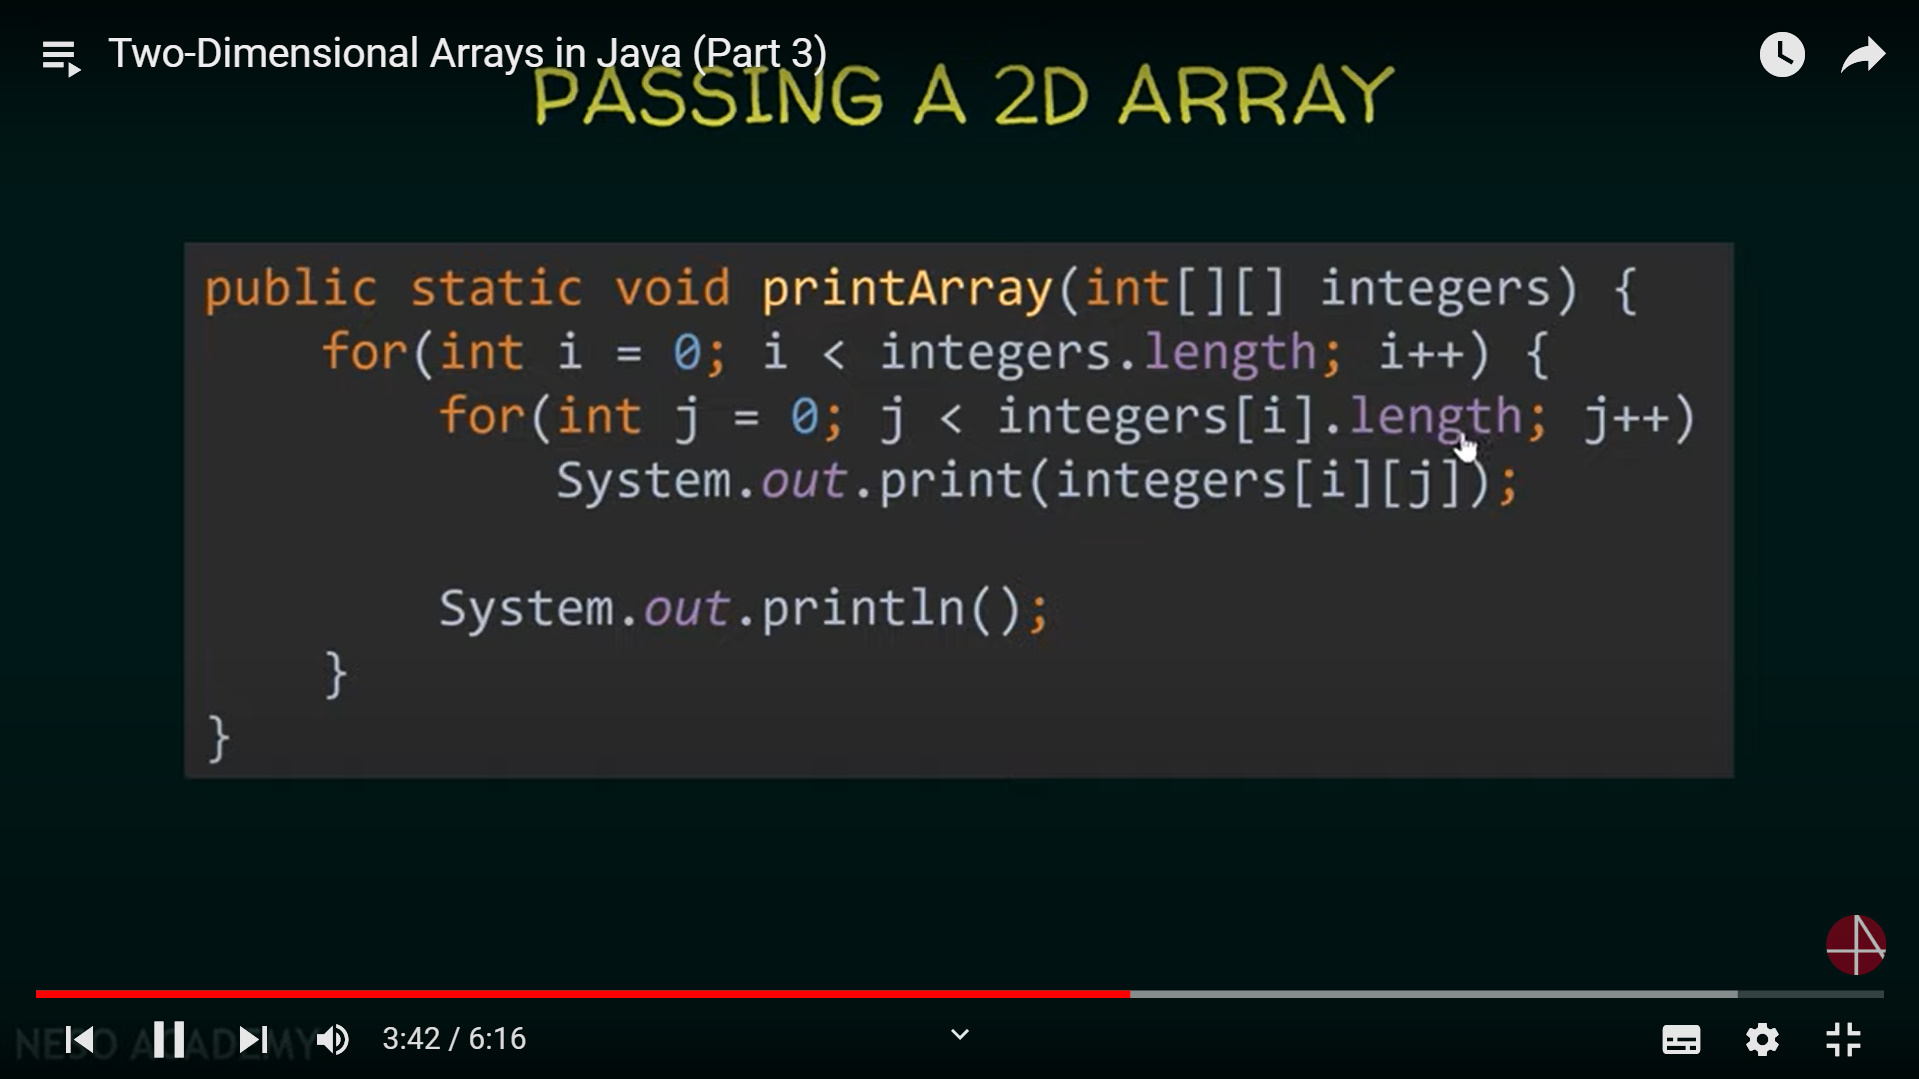 Two-Dimensional Arrays in Java (Part 3)
PASSING A 2D ARRAY
public static void printArray(int[][] integers) {
for(int i = 0; i < integers.length; i++) {
for(int j = 0; j < integers[i].length; j++)
System.out.print(integers[i][j]);
System.out.println();
}
}
NESO ACADEMY
3:42 / 6:16